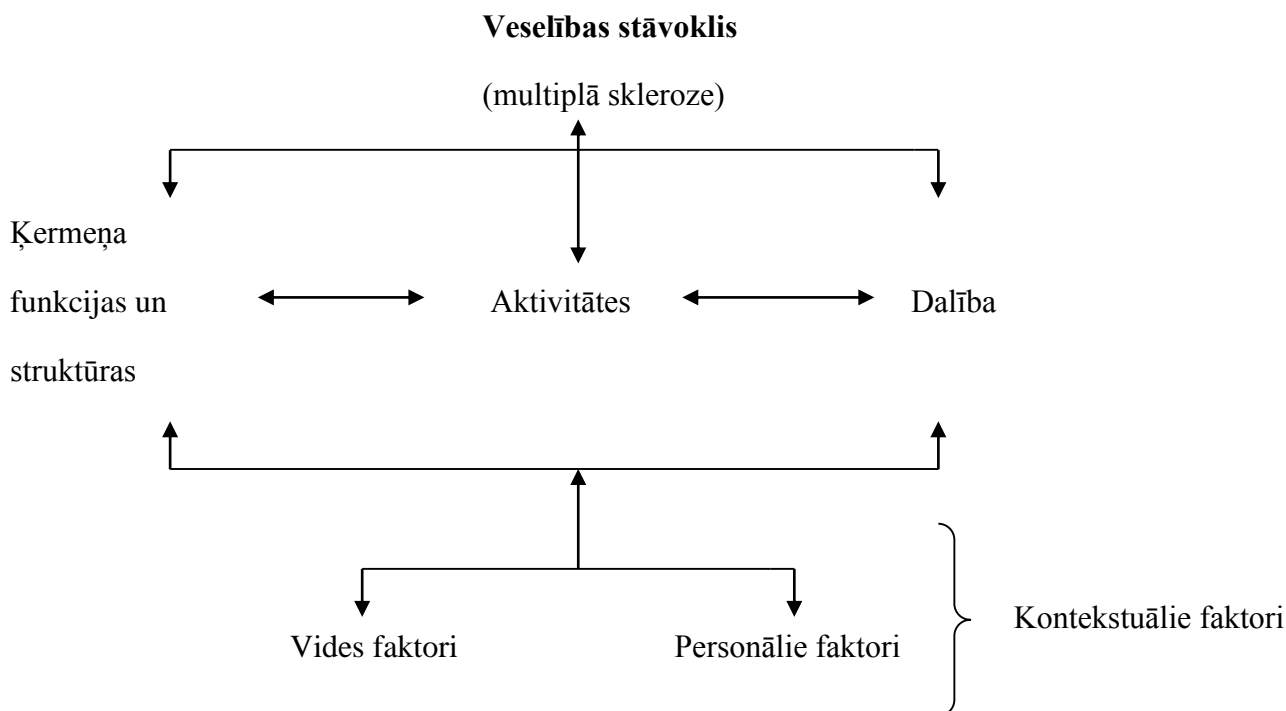 Veselības stāvoklis
(multiplā skleroze)
Ķermeņa
funkcijas un
struktūras
Aktivitātes
Dalība
Vides faktori
Personālie faktori
Kontekstuālie faktori